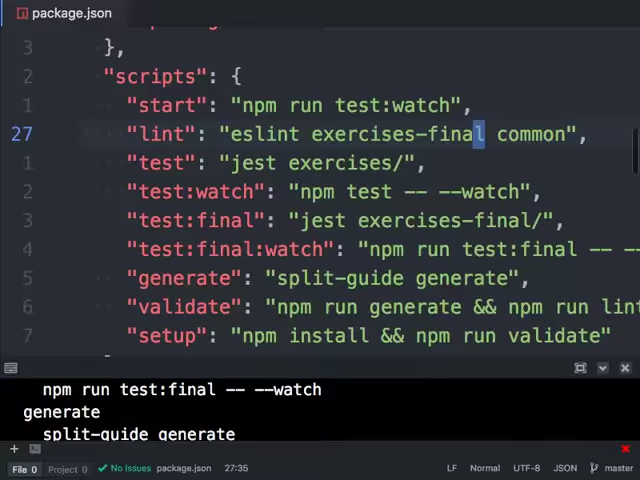 package.json
3 },
2 "scripts": {
1 "start": "npm run test:watch",
27 "lint": "eslint exercises-final common",
1 "test": "jest exercises/",
2 "test:watch": "npm test -- --watch",
3 "test:final": "jest exercises-final/",
4 "test:final:watch": "npm run test:final -- --
5 "generate": "split-guide generate",
6 "validate": "npm run generate && npm run lint
7 "setup": "npm install && npm run validate"
npm run test:final -- --watch
generate
split-guide generate
File 0 Project 0 No Issues package.json 27:35 LF Normal UTF-8 JSON master